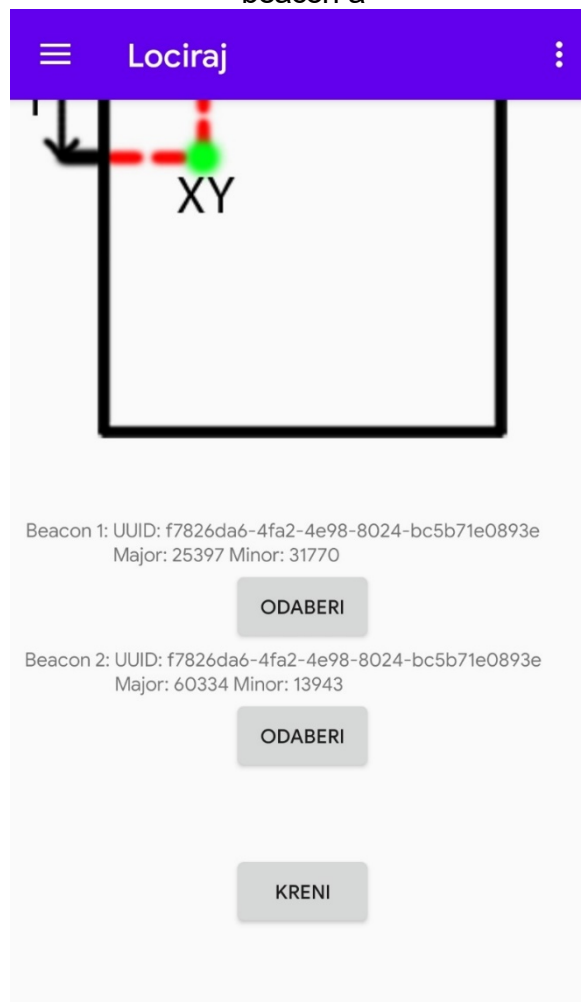 beacon a
Lociraj
XY
Beacon 1: UUID: f7826da6-4fa2-4e98-8024-bc5b71e0893e
Major: 25397 Minor: 31770
ODABERI
Beacon 2: UUID: f7826da6-4fa2-4e98-8024-bc5b71e0893e
Major: 60334 Minor: 13943
ODABERI
KRENI